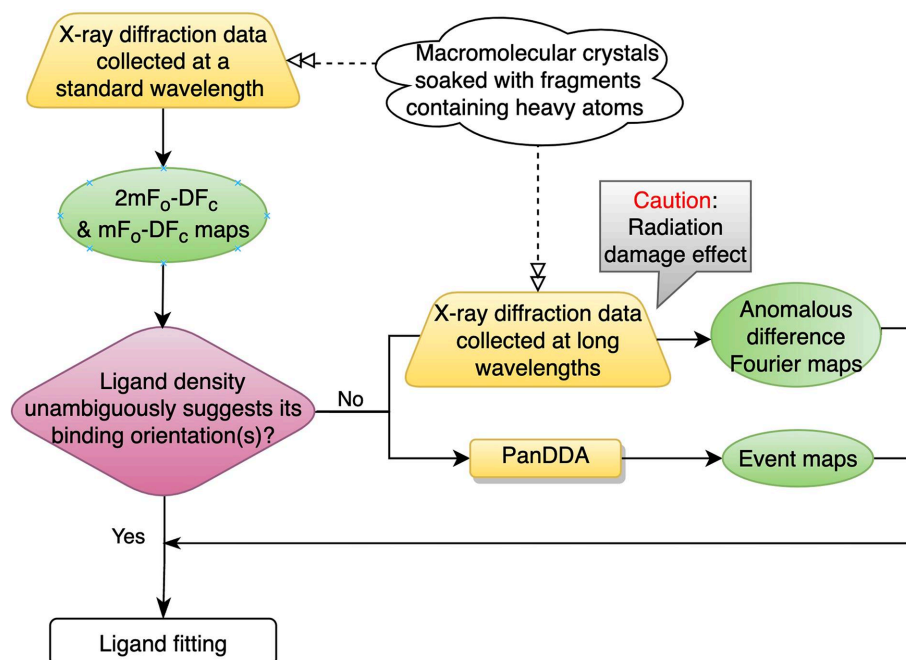 X-ray diffraction data
collected at a
standard wavelength
Macromolecular crystals
soaked with fragments
containing heavy atoms
2mFₒ-DF꜀
& mFₒ-DF꜀ maps
Caution:
Radiation
damage effect
X-ray diffraction data
collected at long
wavelengths
Anomalous
difference
Fourier maps
Ligand density
unambiguously suggests its
binding orientation(s)?
No
PanDDA
Event maps
Yes
Ligand fitting